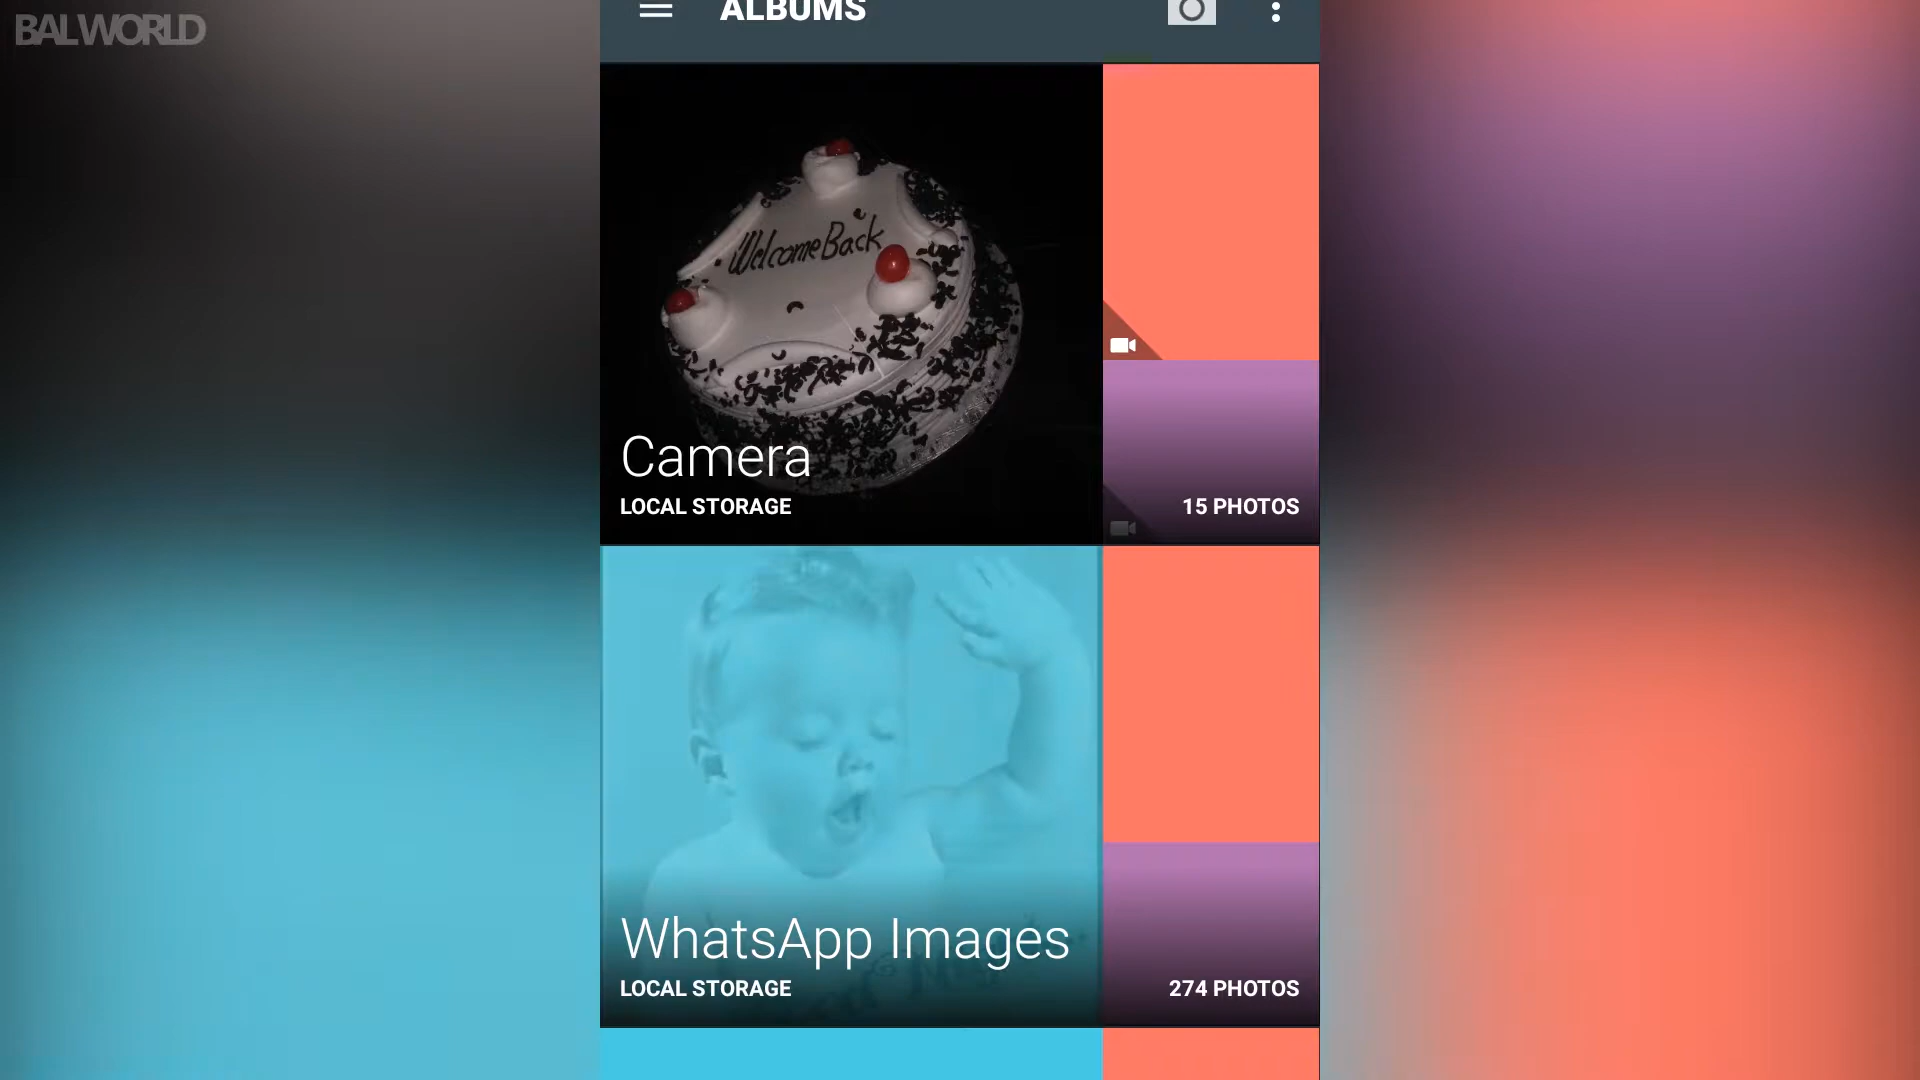 BALWORLD
ALBUMS
Welcome Back
Camera
LOCAL STORAGE
15 PHOTOS
WhatsApp Images
LOCAL STORAGE
274 PHOTOS